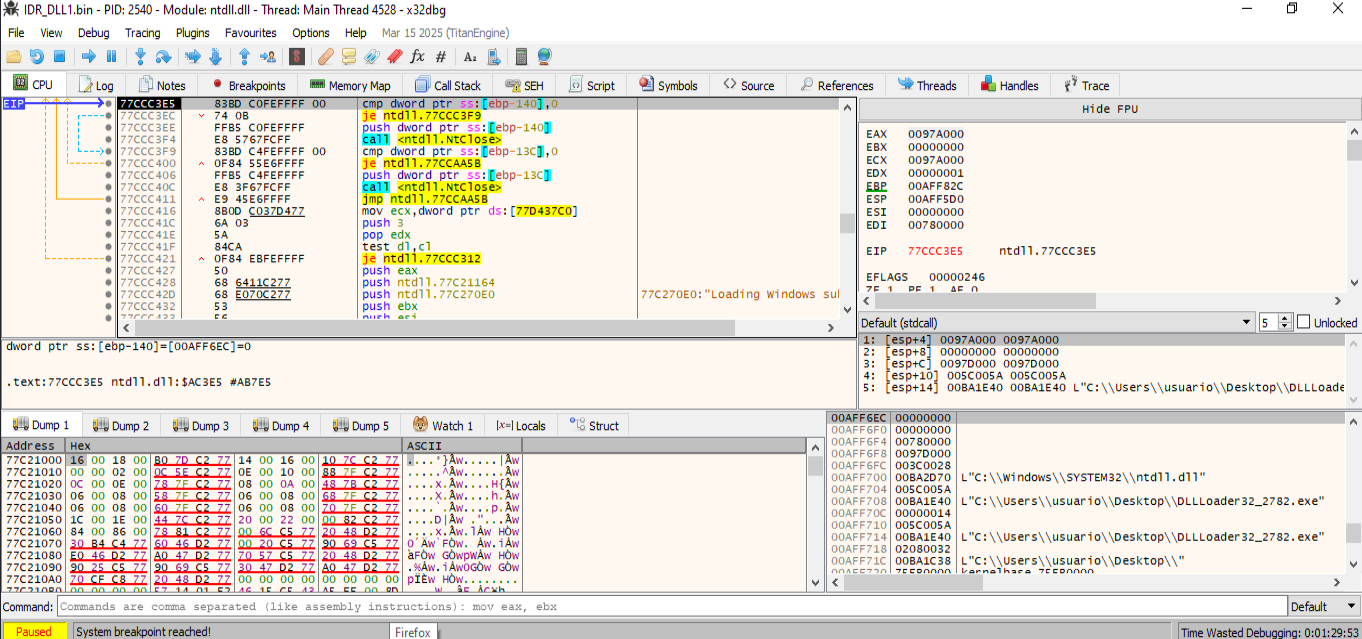 IDR_DLL1.bin - PID: 2540 - Module: ntdll.dll - Thread: Main Thread 4528 - x32dbg
File View Debug Tracing Plugins Favourites Options Help Mar 15 2025 (TitanEngine)
CPU Log Notes Breakpoints Memory Map Call Stack SEH Script Symbols Source References Threads Handles Trace
EIP
77CCC3E5 83BD C0FEFFFF 00 cmp dword ptr ss:[ebp-140],0
77CCC3EC 74 0B je ntdll.77CCC3F9
77CCC3EE FFB5 C0FEFFFF push dword ptr ss:[ebp-140]
77CCC3F4 E8 5767FCFF call <ntdll.NtClose>
77CCC3F9 83BD C4FEFFFF 00 cmp dword ptr ss:[ebp-13C],0
77CCC400 0F84 55E6FFFF je ntdll.77CCAA5B
77CCC406 FFB5 C4FEFFFF push dword ptr ss:[ebp-13C]
77CCC40C E8 3F67FCFF call <ntdll.NtClose>
77CCC411 E9 45E6FFFF jmp ntdll.77CCAA5B
77CCC416 8B0D C037D477 mov ecx,dword ptr ds:[77D437C0]
77CCC41C 6A 03 push 3
77CCC41E 5A pop edx
77CCC41F 84CA test dl,cl
77CCC421 0F84 EBFEFFFF je ntdll.77CCC312
77CCC427 50 push eax
77CCC428 68 6411C277 push ntdll.77C21164
77CCC42D 68 E070C277 push ntdll.77C270E0 77C270E0:"Loading Windows sul
77CCC432 53 push ebx
77CCC433 56 push esi
Hide FPU
EAX 0097A000
EBX 00000000
ECX 0097A000
EDX 00000001
EBP 00AFF82C
ESP 00AFF5D0
ESI 00000000
EDI 00780000
EIP 77CCC3E5 ntdll.77CCC3E5
EFLAGS 00000246
ZF 1 PF 1 AF 0
Default (stdcall) 5 Unlocked
1: [esp+4] 0097A000 0097A000
2: [esp+8] 00000000 00000000
3: [esp+C] 0097D000 0097D000
4: [esp+10] 005C005A 005C005A
5: [esp+14] 00BA1E40 00BA1E40 L"C:\\Users\\usuario\\Desktop\\DLLLoade
dword ptr ss:[ebp-140]=[00AFF6EC]=0
.text:77CCC3E5 ntdll.dll:$AC3E5 #AB7E5
Dump 1 Dump 2 Dump 3 Dump 4 Dump 5 Watch 1 Locals Struct
Address Hex ASCII
77C21000 16 00 18 00 B0 7D C2 77 14 00 16 00 10 7C C2 77 ....°}Âw.....|Âw
77C21010 00 00 02 00 0C 5E C2 77 0E 00 10 00 88 7F C2 77 .....^Âw......Âw
77C21020 0C 00 0E 00 78 7F C2 77 08 00 0A 00 48 7B C2 77 ....x.Âw....H{Âw
77C21030 06 00 08 00 58 7F C2 77 06 00 08 00 68 7F C2 77 ....X.Âw....h.Âw
77C21040 06 00 08 00 60 7F C2 77 06 00 08 00 70 7F C2 77 ....`.Âw....p.Âw
77C21050 1C 00 1E 00 44 7C C2 77 20 00 22 00 00 82 C2 77 ....D|Âw ."...Âw
77C21060 84 00 86 00 78 81 C2 77 00 6C C5 77 20 48 D2 77 ....x.Âw.lÅw HÒw
77C21070 30 B4 C4 77 60 46 D2 77 00 20 C5 77 90 69 C5 77 0´Äw`FÒw. Åw.iÅw
77C21080 E0 46 D2 77 A0 47 D2 77 70 57 C5 77 20 48 D2 77 àFÒw GÒwpWÅw HÒw
77C21090 90 25 C5 77 90 69 C5 77 30 47 D2 77 A0 47 D2 77 .%Åw.iÅw0GÒw GÒw
77C210A0 70 CF C8 77 20 48 D2 77 00 00 00 00 00 00 00 00 pÏÈw HÒw........
00AFF6EC 00000000
00AFF6F0 00000000
00AFF6F4 00780000
00AFF6F8 0097D000
00AFF6FC 003C0028
00AFF700 00BA2D70 L"C:\\Windows\\SYSTEM32\\ntdll.dll"
00AFF704 005C005A
00AFF708 00BA1E40 L"C:\\Users\\usuario\\Desktop\\DLLLoader32_2782.exe"
00AFF70C 00000014
00AFF710 005C005A
00AFF714 00BA1E40 L"C:\\Users\\usuario\\Desktop\\DLLLoader32_2782.exe"
00AFF718 02080032
00AFF71C 00BA1C38 L"C:\\Users\\usuario\\Desktop\\"
Command: Commands are comma separated (like assembly instructions): mov eax, ebx Default
Paused System breakpoint reached! Firefox Time Wasted Debugging: 0:01:29:53